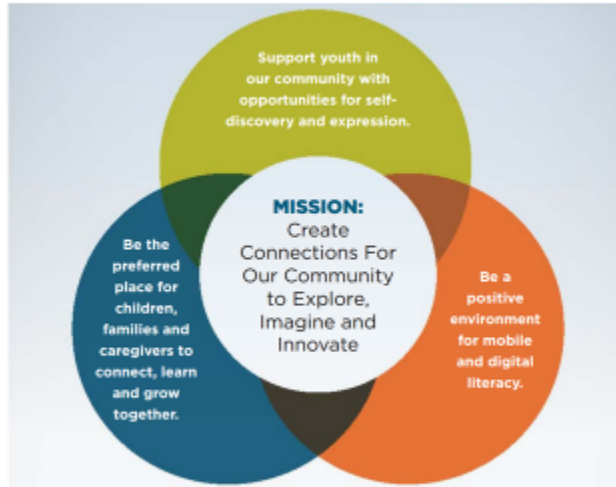 Support youth in
our community with
opportunities for self-
discovery and expression.
MISSION:
Create
Connections For
Our Community
to Explore,
Imagine and
Innovate
Be the
preferred
place for
children,
families and
caregivers to
connect, learn
and grow
together.
Be a
positive
environment
for mobile
and digital
literacy.